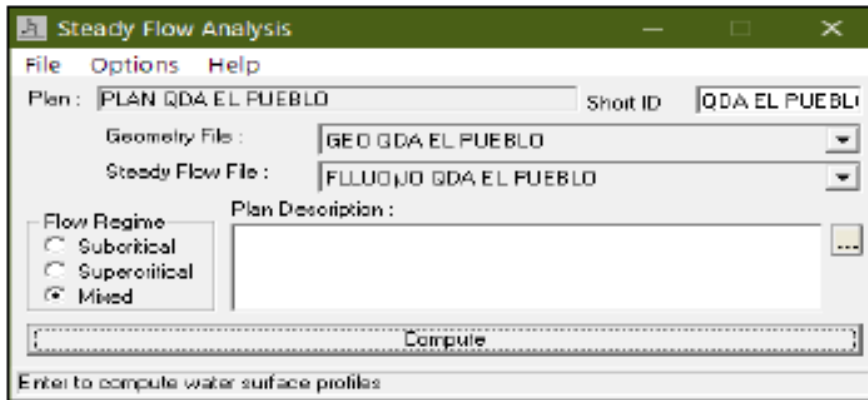 Steady Flow Analysis
File Options Help
Plan : PLAN QDA EL PUEBLO Short ID QDA EL PUEBL
Geometry File : GEO QDA EL PUEBLO
Steady Flow File : FLLUOJO QDA EL PUEBLO
Plan Description :
Flow Regime
Subcritical
Supercritical
Mixed
...
Compute
Enter to compute water surface profiles